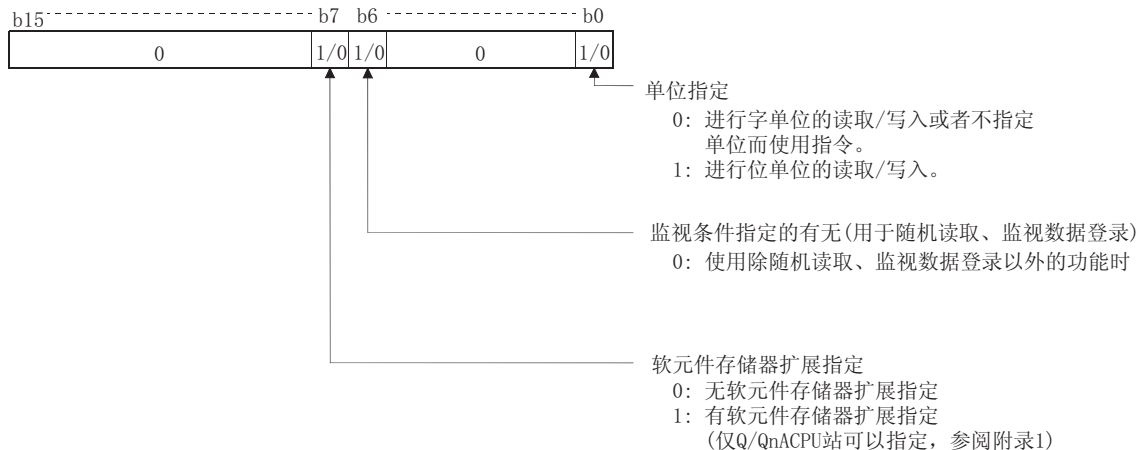 b15 b7 b6 b0
0 1/0 1/0 0 1/0
单位指定
0: 进行字单位的读取/写入或者不指定
单位而使用指令。
1: 进行位单位的读取/写入。
监视条件指定的有无(用于随机读取、监视数据登录)
0: 使用除随机读取、监视数据登录以外的功能时
软元件存储器扩展指定
0: 无软元件存储器扩展指定
1: 有软元件存储器扩展指定
(仅Q/QnACPU站可以指定，参阅附录1)